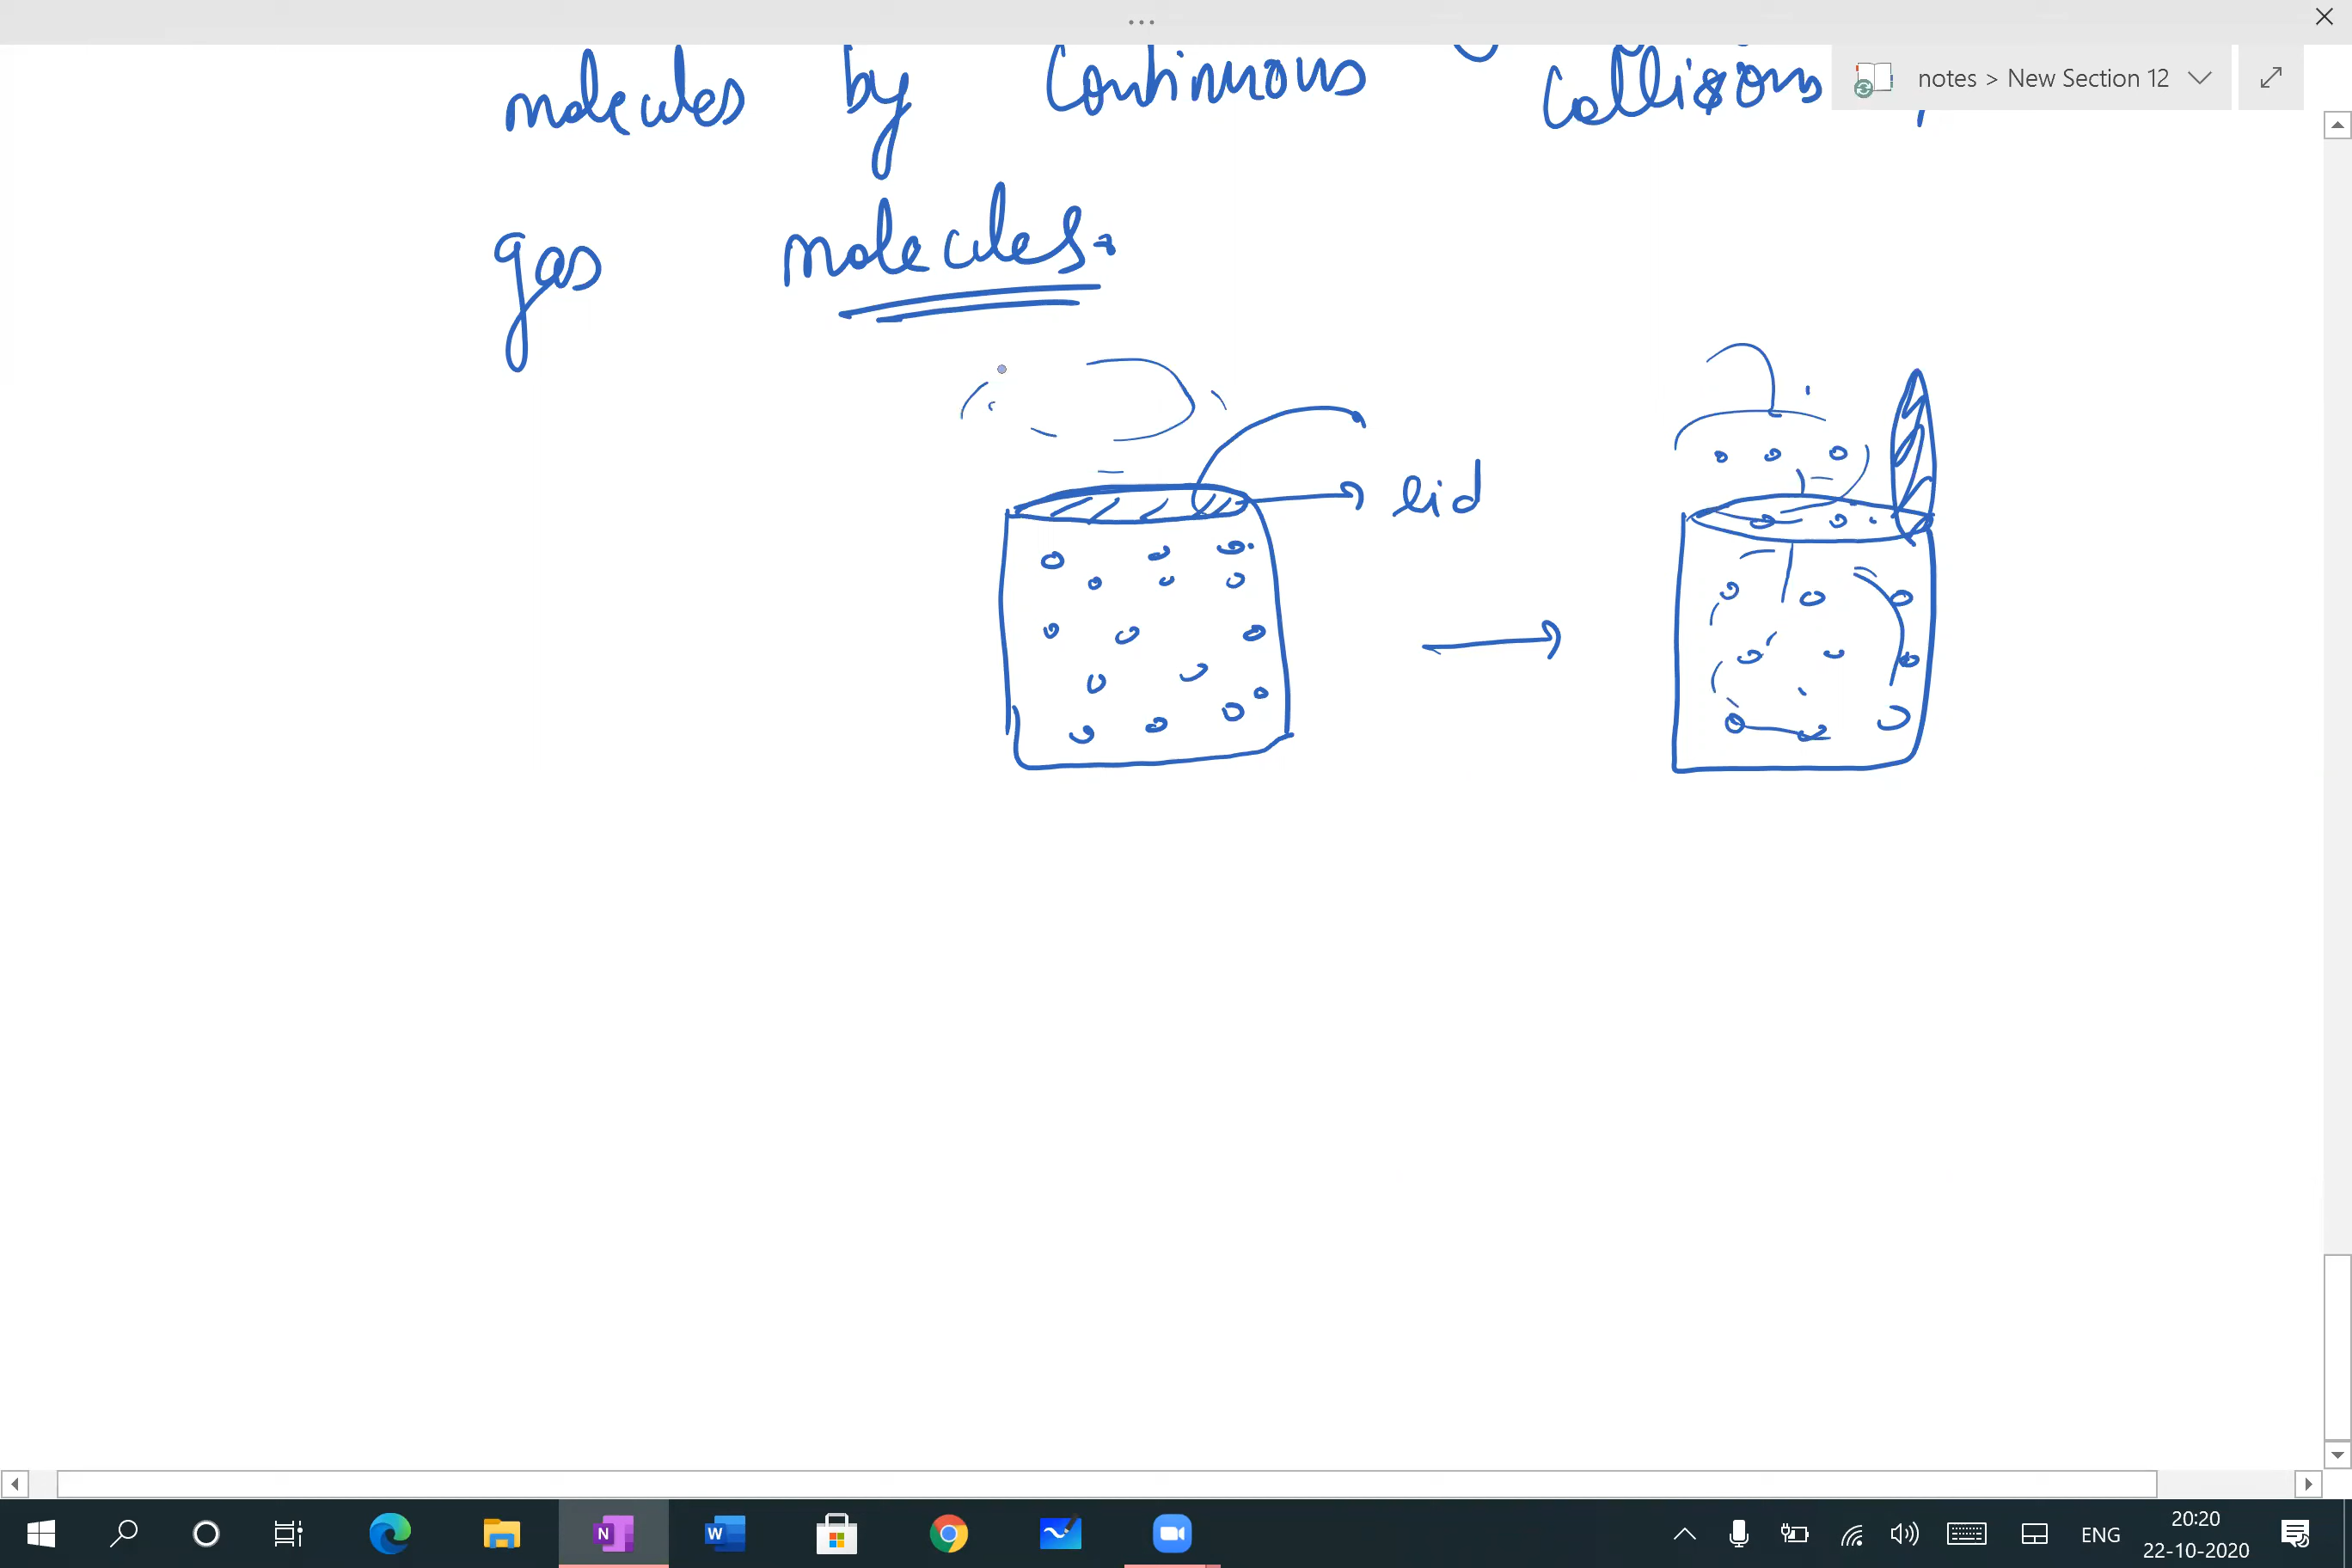 notes > New Section 12
molecules by continuous collisions
gas molecules.
lid
ENG
20:20
22-10-2020